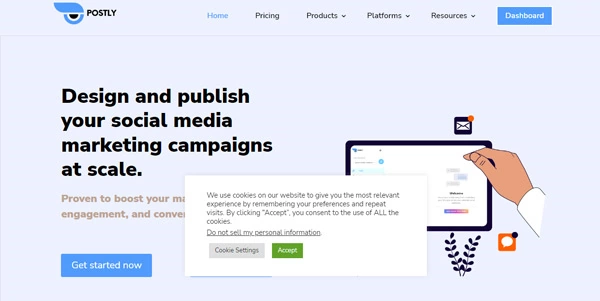 POSTLY
Home Pricing Products Platforms Resources Dashboard
Design and publish
your social media
marketing campaigns
at scale.
Proven to boost your ma
engagement, and conver
We use cookies on our website to give you the most relevant
experience by remembering your preferences and repeat
visits. By clicking “Accept”, you consent to the use of ALL the
cookies.
Do not sell my personal information.
Cookie Settings Accept
Get started now
Welcome